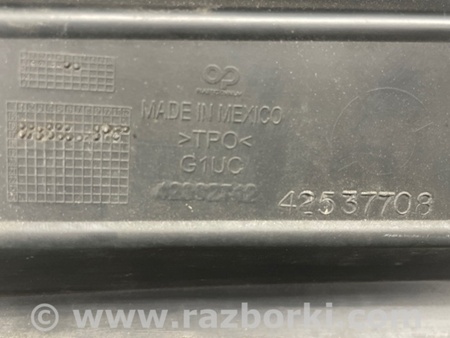 MADE IN MEXICO
>TPO<
G1UC
42537708
www.razborki.com